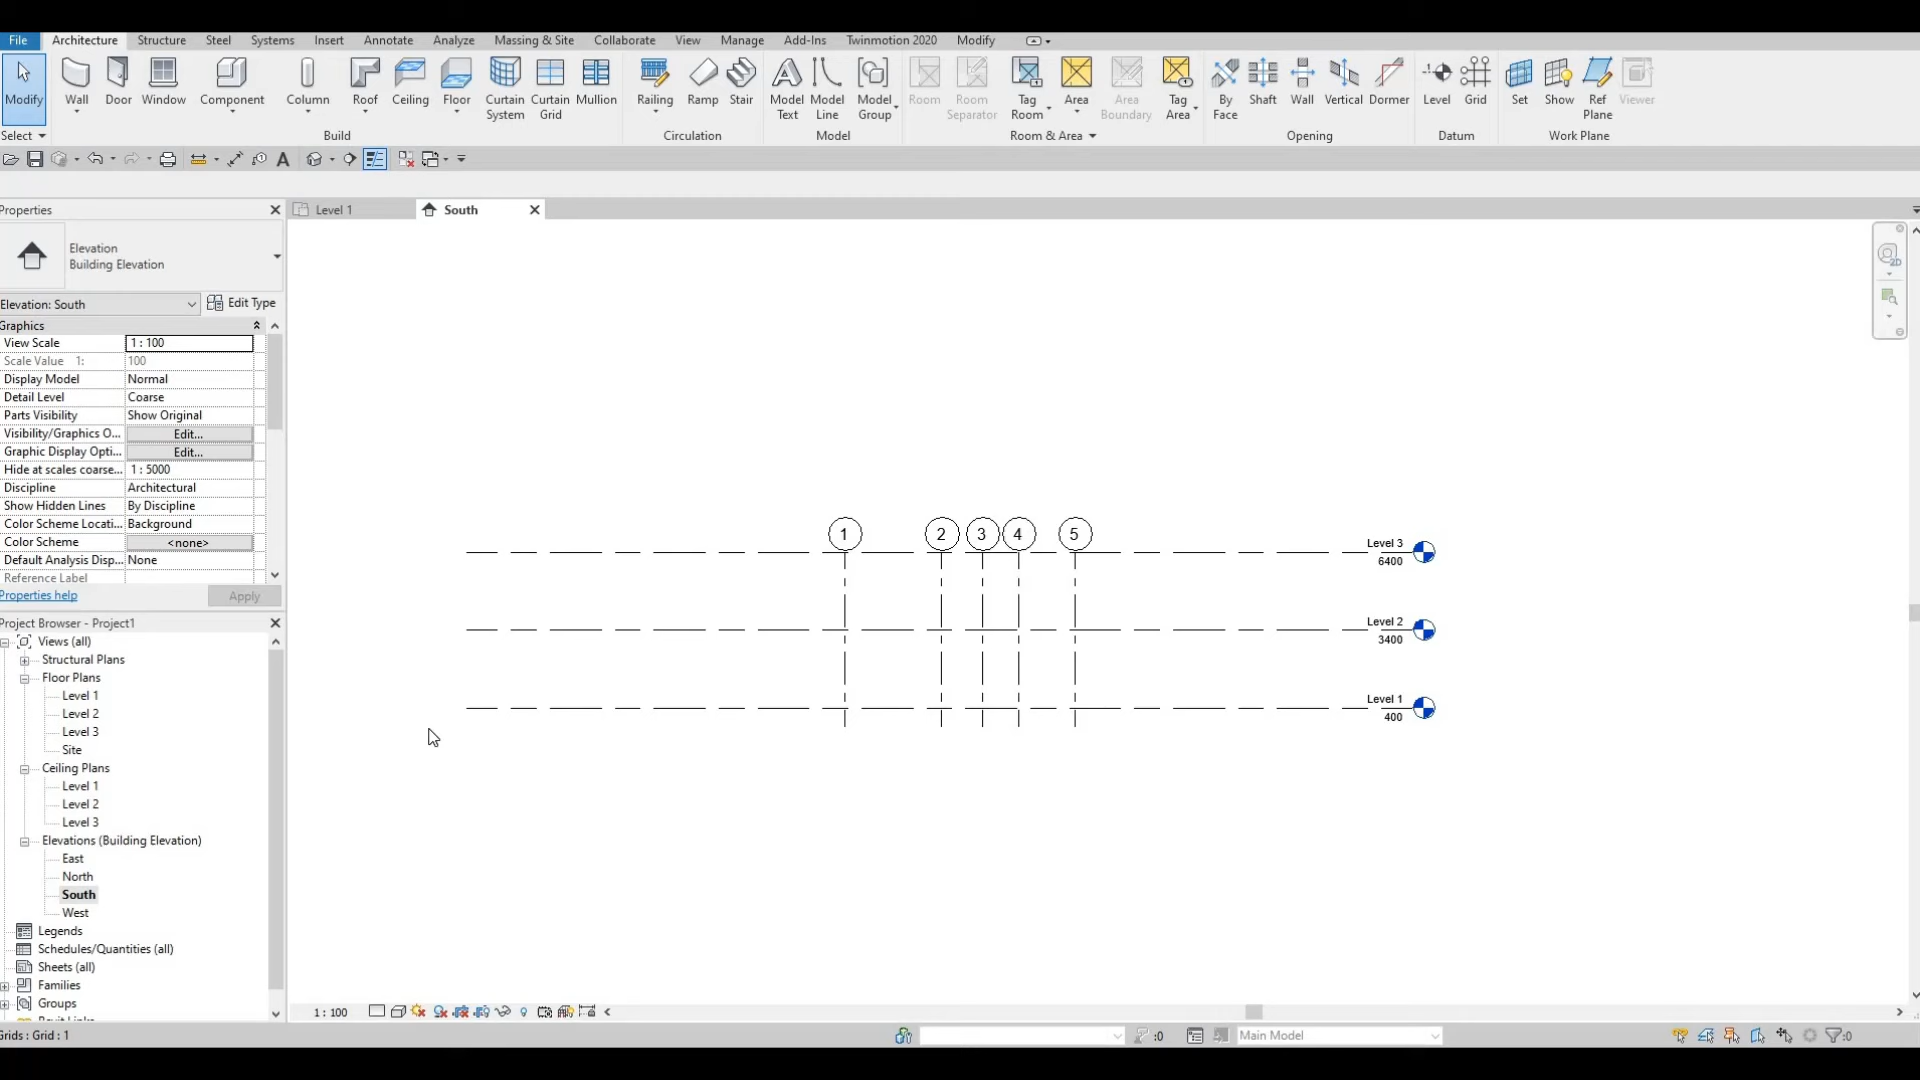 File Architecture Structure Steel Systems Insert Annotate Analyze Massing & Site Collaborate View Manage Add-Ins Twinmotion 2020 Modify
Modify Wall Door Window Component Column Roof Ceiling Floor Curtain System Curtain Grid Mullion Railing Ramp Stair Model Text Model Line Model Group Room Room Separator Tag Room Area Area Boundary Tag Area By Face Shaft Wall Vertical Dormer Level Grid Set Show Ref Plane Viewer
Select Build Circulation Model Room & Area Opening Datum Work Plane
Properties
Level 1
South
Elevation
Building Elevation
Elevation: South
Edit Type
Graphics
View Scale 1 : 100
Scale Value 1: 100
Display Model Normal
Detail Level Coarse
Parts Visibility Show Original
Visibility/Graphics O... Edit...
Graphic Display Opti... Edit...
Hide at scales coarse... 1 : 5000
Discipline Architectural
Show Hidden Lines By Discipline
Color Scheme Locati... Background
Color Scheme <none>
Default Analysis Disp... None
Reference Label
Properties help
Apply
Project Browser - Project1
Views (all)
Structural Plans
Floor Plans
Level 1
Level 2
Level 3
Site
Ceiling Plans
Level 1
Level 2
Level 3
Elevations (Building Elevation)
East
North
South
West
Legends
Schedules/Quantities (all)
Sheets (all)
Families
Groups
1 2 3 4 5
Level 3
6400
Level 2
3400
Level 1
400
2D
1 : 100
Grids : Grid : 1
:0
Main Model
:0